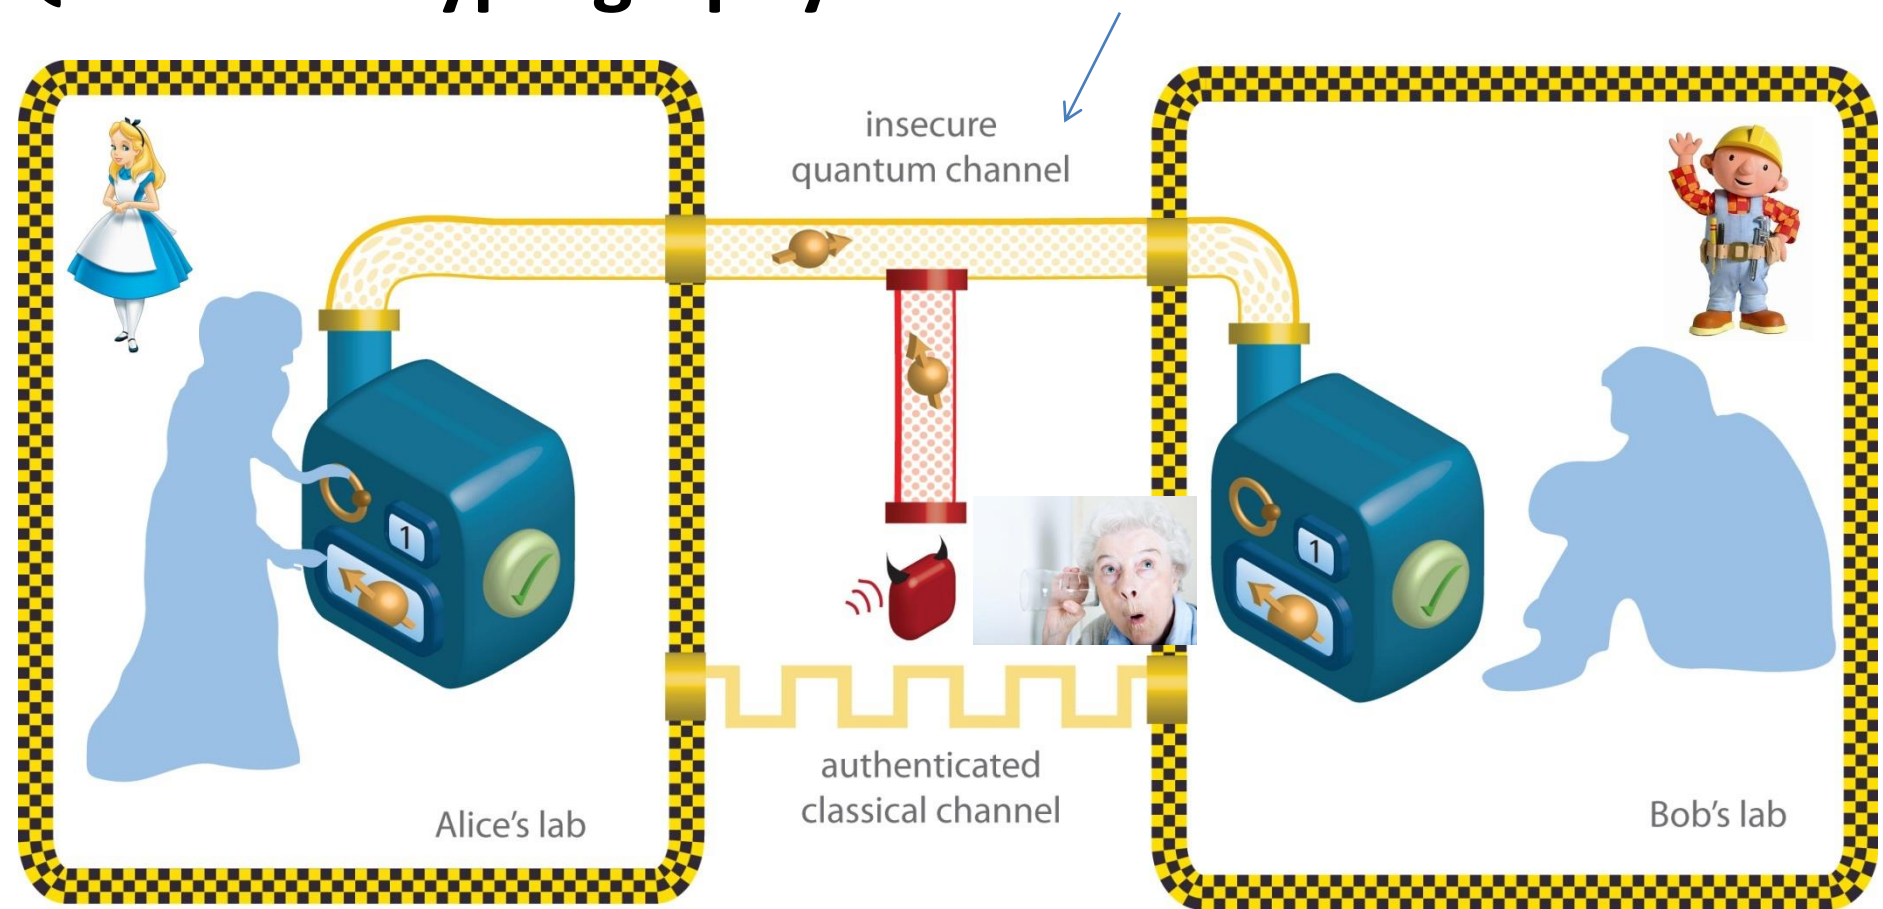 insecure
quantum channel
1
1
authenticated
classical channel
Alice's lab
Bob's lab